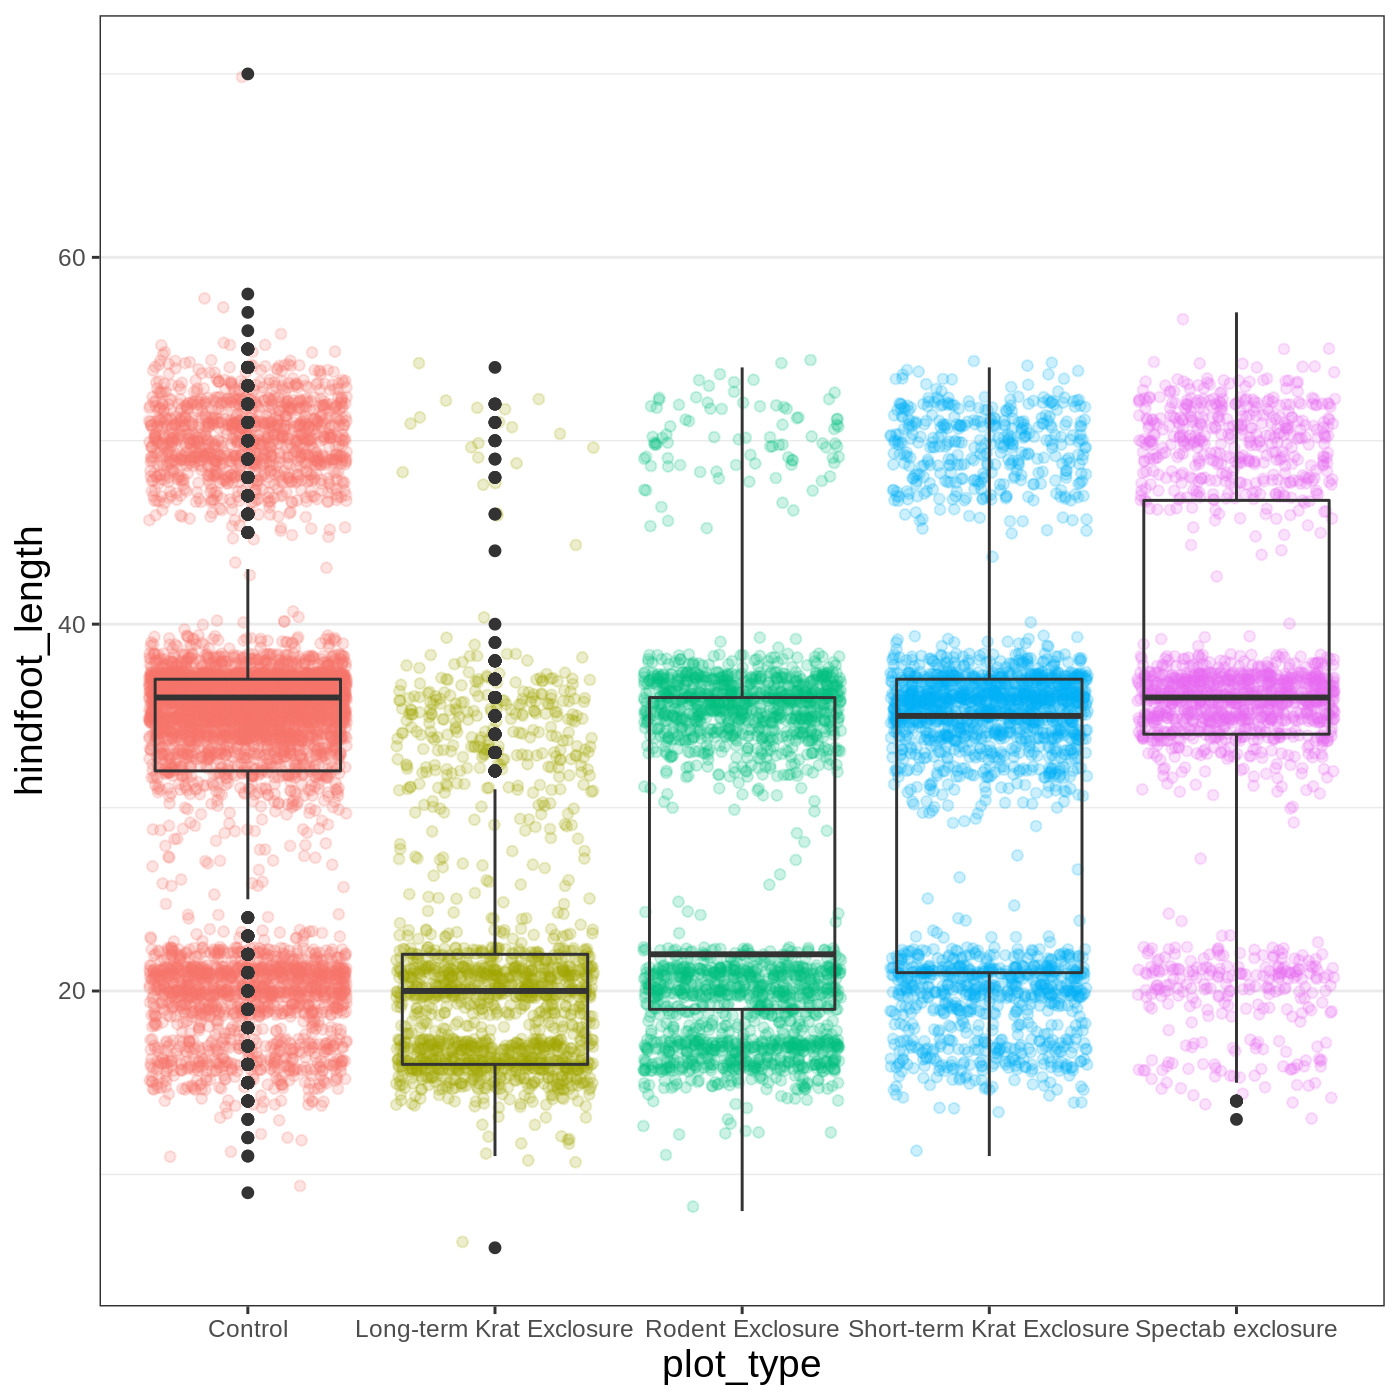 60
40
20
hindfoot_length
Control Long-term Krat Exclosure Rodent Exclosure Short-term Krat Exclosure Spectab exclosure
plot_type